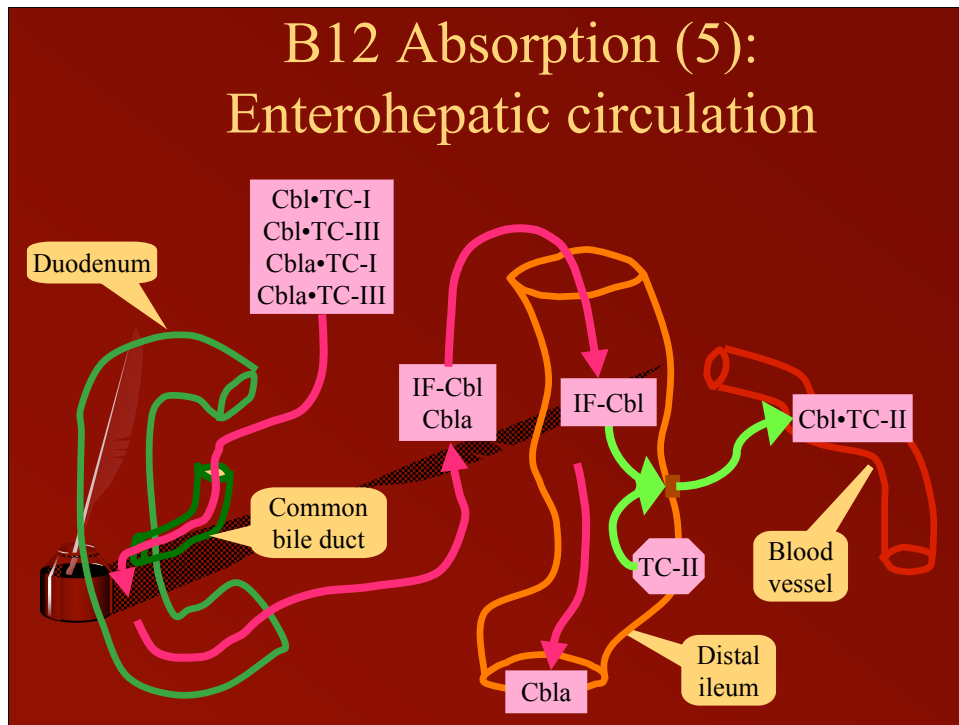 B12 Absorption (5):
Enterohepatic circulation
Cbl•TC-I
Cbl•TC-III
Cbla•TC-I
Cbla•TC-III
Duodenum
IF-Cbl
Cbla
IF-Cbl
Cbl•TC-II
Common
bile duct
TC-II
Blood
vessel
Distal
ileum
Cbla